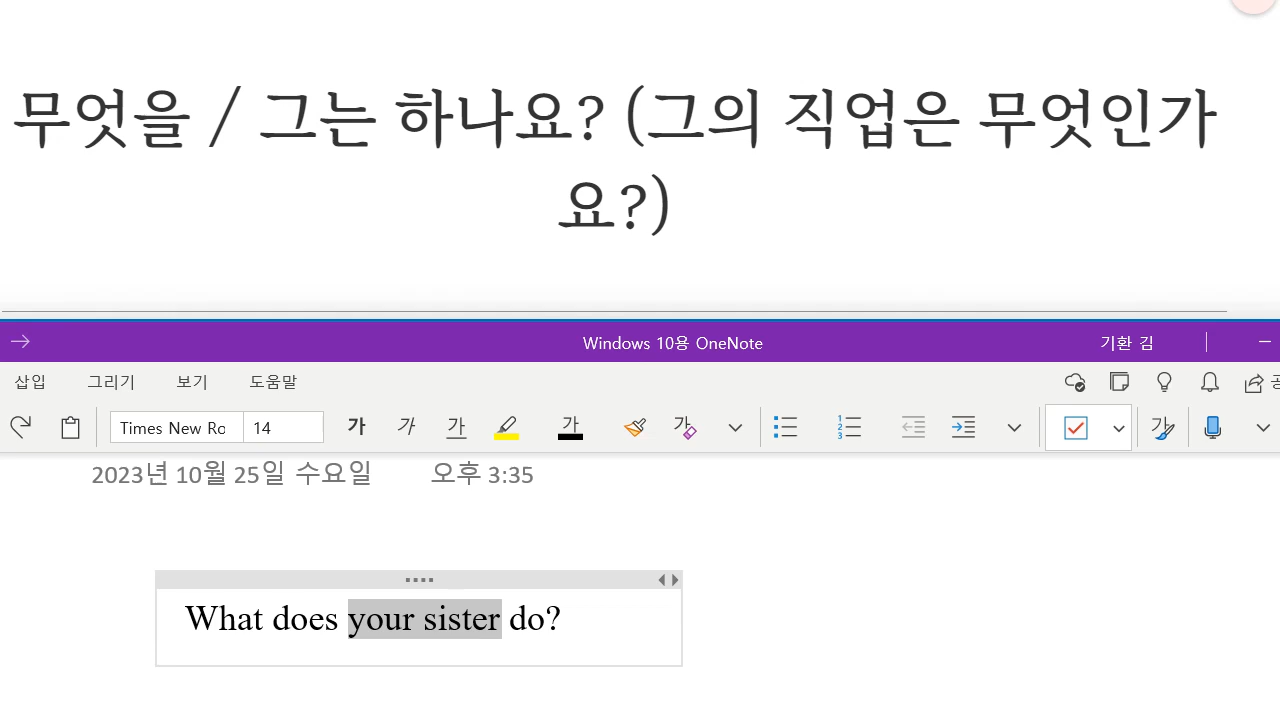 무엇을 / 그는 하나요? (그의 직업은 무엇인가
요?)
Windows 10용 OneNote
기환 김
삽입 그리기 보기 도움말
Times New Ro 14 가 가 가 가 가 가
2023년 10월 25일 수요일 오후 3:35
What does your sister do?